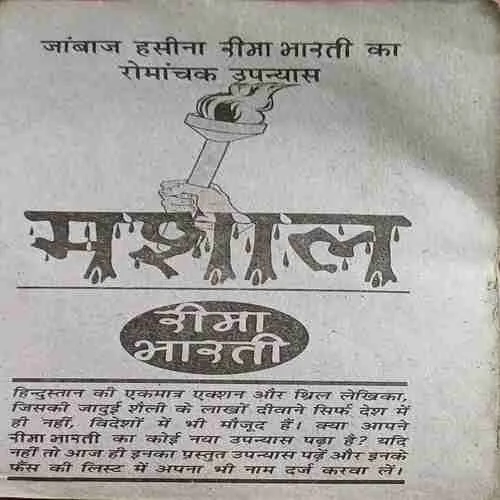 जांबाज हसीना रीमा भारती का
रोमांचक उपन्यास
मशाल
रीमा
भारती
हिन्दुस्तान की एकमात्र एक्शन और थ्रिल लेखिका,
जिसकी जादुई शैली के लाखों दीवाने सिर्फ देश में
ही नहीं, विदेशों में भी मौजूद हैं। क्या आपने
रीमा भारती का कोई नया उपन्यास पढ़ा है? यदि
नहीं तो आज ही इनका प्रस्तुत उपन्यास पढ़ें और इनके
फैंस की लिस्ट में अपना भी नाम दर्ज करवा लें।